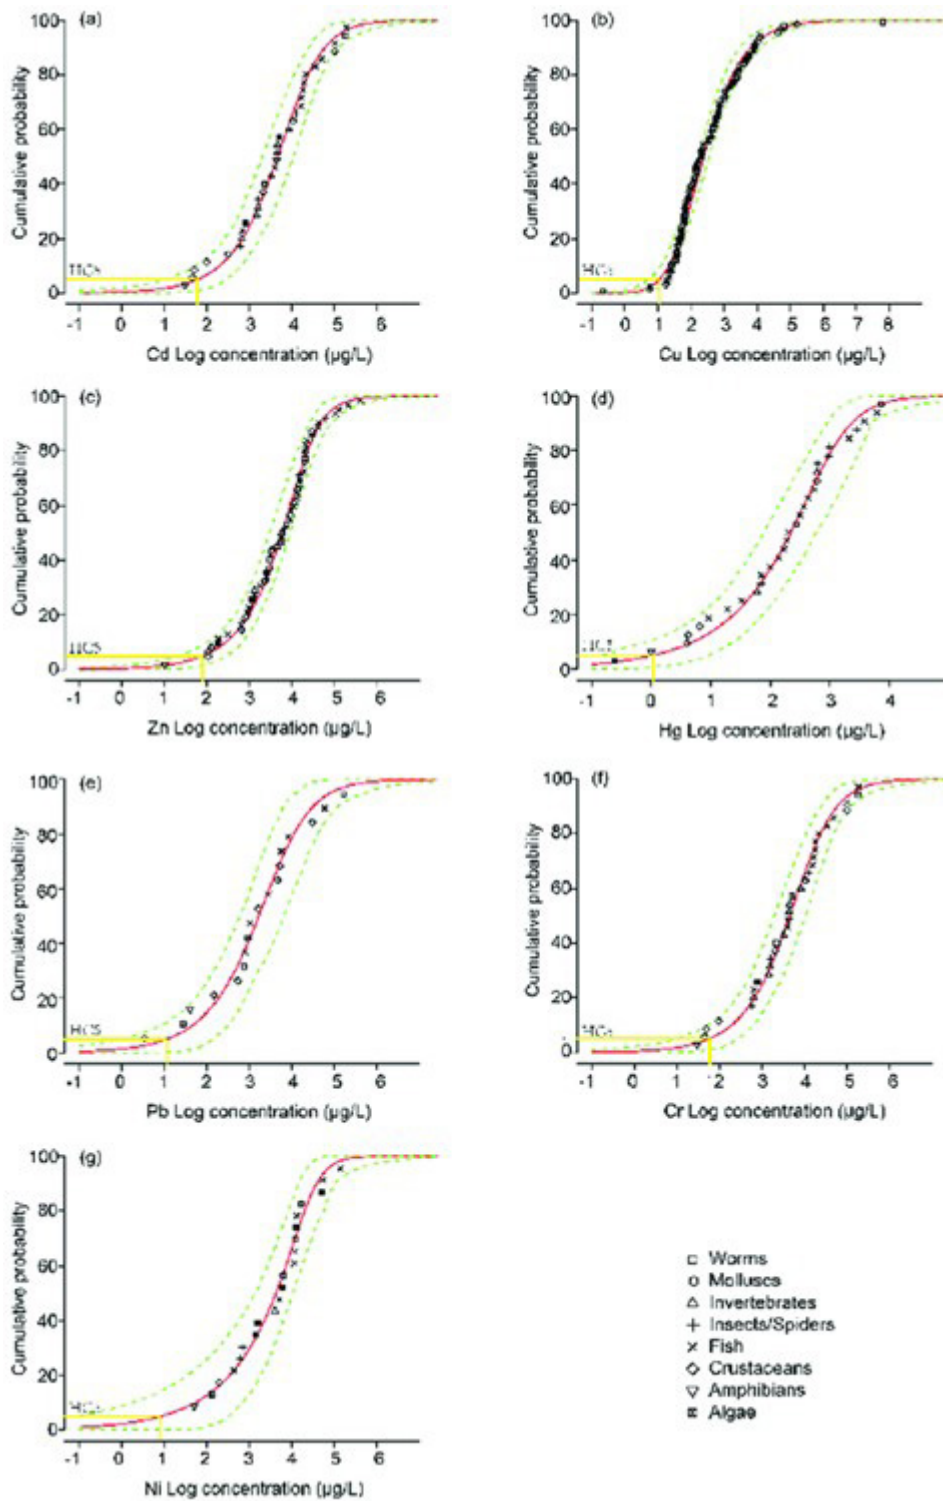 (a)
Cumulative probability
100
80
60
40
20
0
HC5
-1 0 1 2 3 4 5 6
Cd Log concentration (µg/L)
(b)
Cumulative probability
100
80
60
40
20
0
-1 0 1 2 3 4 5 6 7 8
Cu Log concentration (µg/L)
(c)
Cumulative probability
100
80
60
40
20
0
HC5
-1 0 1 2 3 4 5 6
Zn Log concentration (µg/L)
(d)
Cumulative probability
100
80
60
40
20
0
-1 0 1 2 3 4
Hg Log concentration (µg/L)
(e)
Cumulative probability
100
80
60
40
20
0
HC5
-1 0 1 2 3 4 5 6
Pb Log concentration (µg/L)
(f)
Cumulative probability
100
80
60
40
20
0
-1 0 1 2 3 4 5 6
Cr Log concentration (µg/L)
(g)
Cumulative probability
100
80
60
40
20
0
-1 0 1 2 3 4 5 6
Ni Log concentration (µg/L)
Worms
Molluscs
Invertebrates
Insects/Spiders
Fish
Crustaceans
Amphibians
Algae